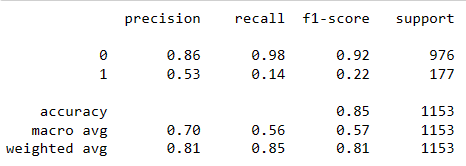 precision recall f1-score support
0 0.86 0.98 0.92 976
1 0.53 0.14 0.22 177
accuracy 0.85 1153
macro avg 0.70 0.56 0.57 1153
weighted avg 0.81 0.85 0.81 1153